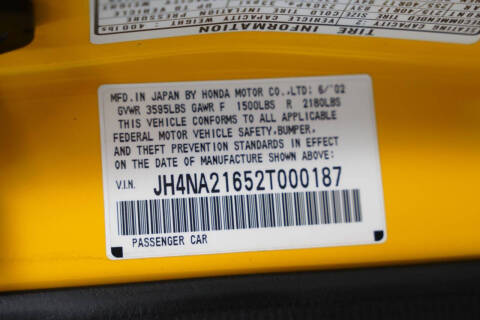 400LBS
PRESSURE
TIRE INFORMATION
MFD.IN JAPAN BY HONDA MOTOR CO.,LTD: 6/'02
GVWR 3595LBS GAWR F 1500LBS R 2180LBS
THIS VEHICLE CONFORMS TO ALL APPLICABLE
FEDERAL MOTOR VEHICLE SAFETY,BUMPER,
AND THEFT PREVENTION STANDARDS IN EFFECT
ON THE DATE OF MANUFACTURE SHOWN ABOVE:
V.I.N. JH4NA21652T000187
PASSENGER CAR